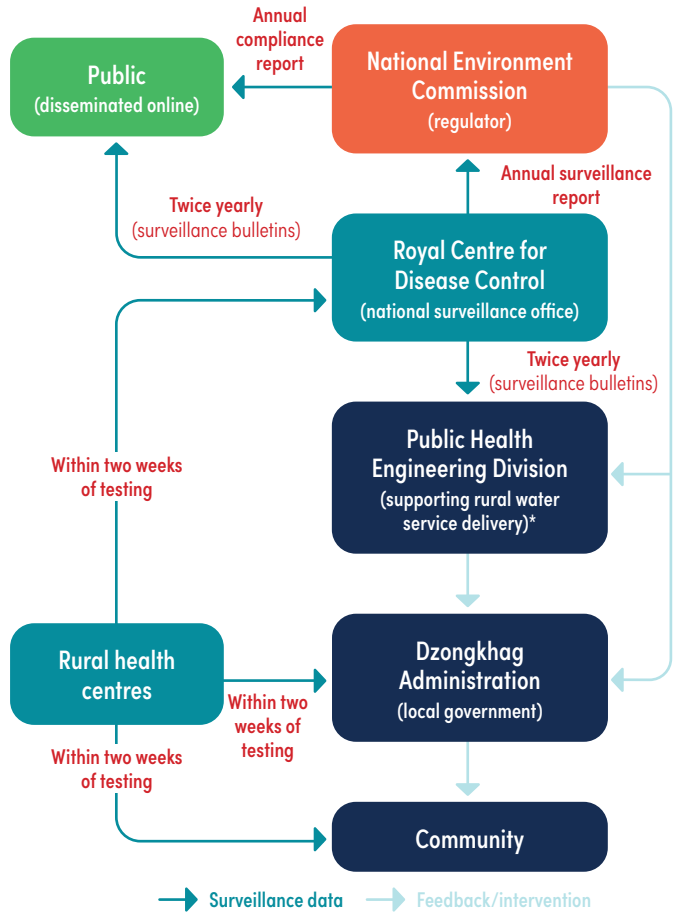 Annual
compliance
report
Public
(disseminated online)
National Environment
Commission
(regulator)
Annual surveillance
report
Twice yearly
(surveillance bulletins)
Royal Centre for
Disease Control
(national surveillance office)
Twice yearly
(surveillance bulletins)
Public Health
Engineering Division
(supporting rural water
service delivery)*
Within two weeks
of testing
Rural health
centres
Within two
weeks of
testing
Dzongkhag
Administration
(local government)
Within two weeks
of testing
Community
Surveillance data
Feedback/intervention